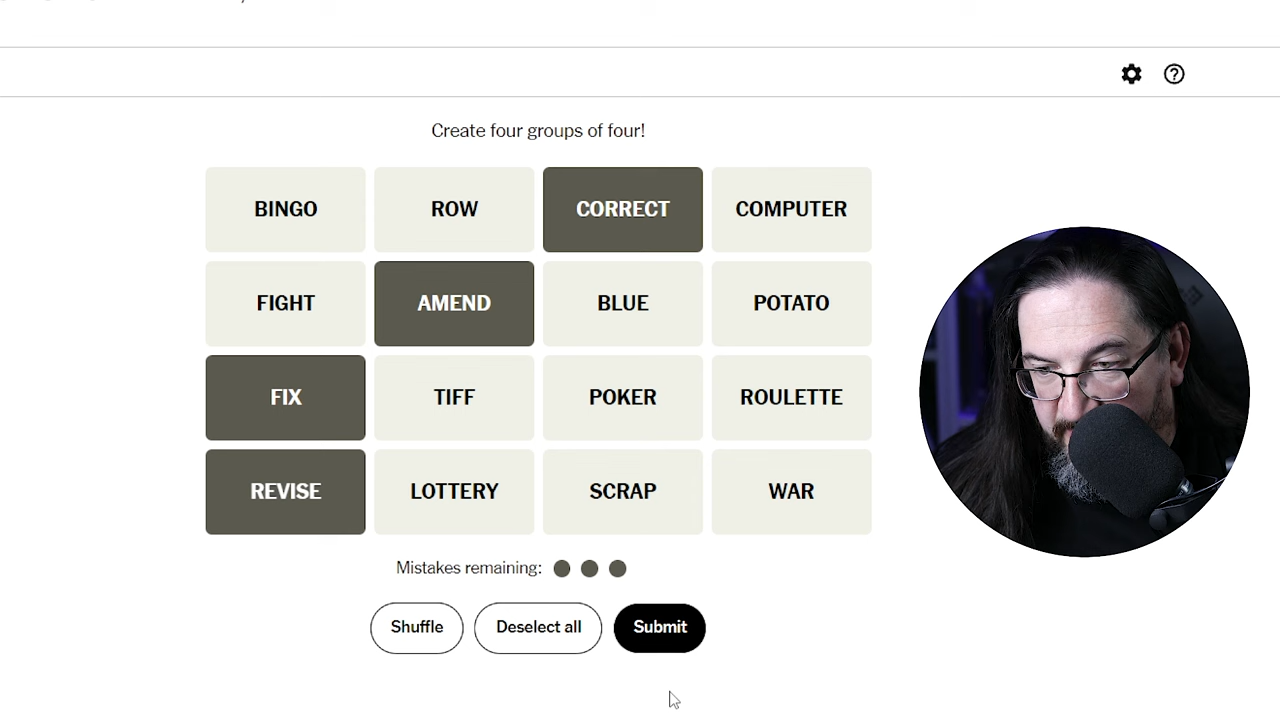 Create four groups of four!
BINGO ROW CORRECT COMPUTER
FIGHT AMEND BLUE POTATO
FIX TIFF POKER ROULETTE
REVISE LOTTERY SCRAP WAR
Mistakes remaining:
Shuffle Deselect all Submit